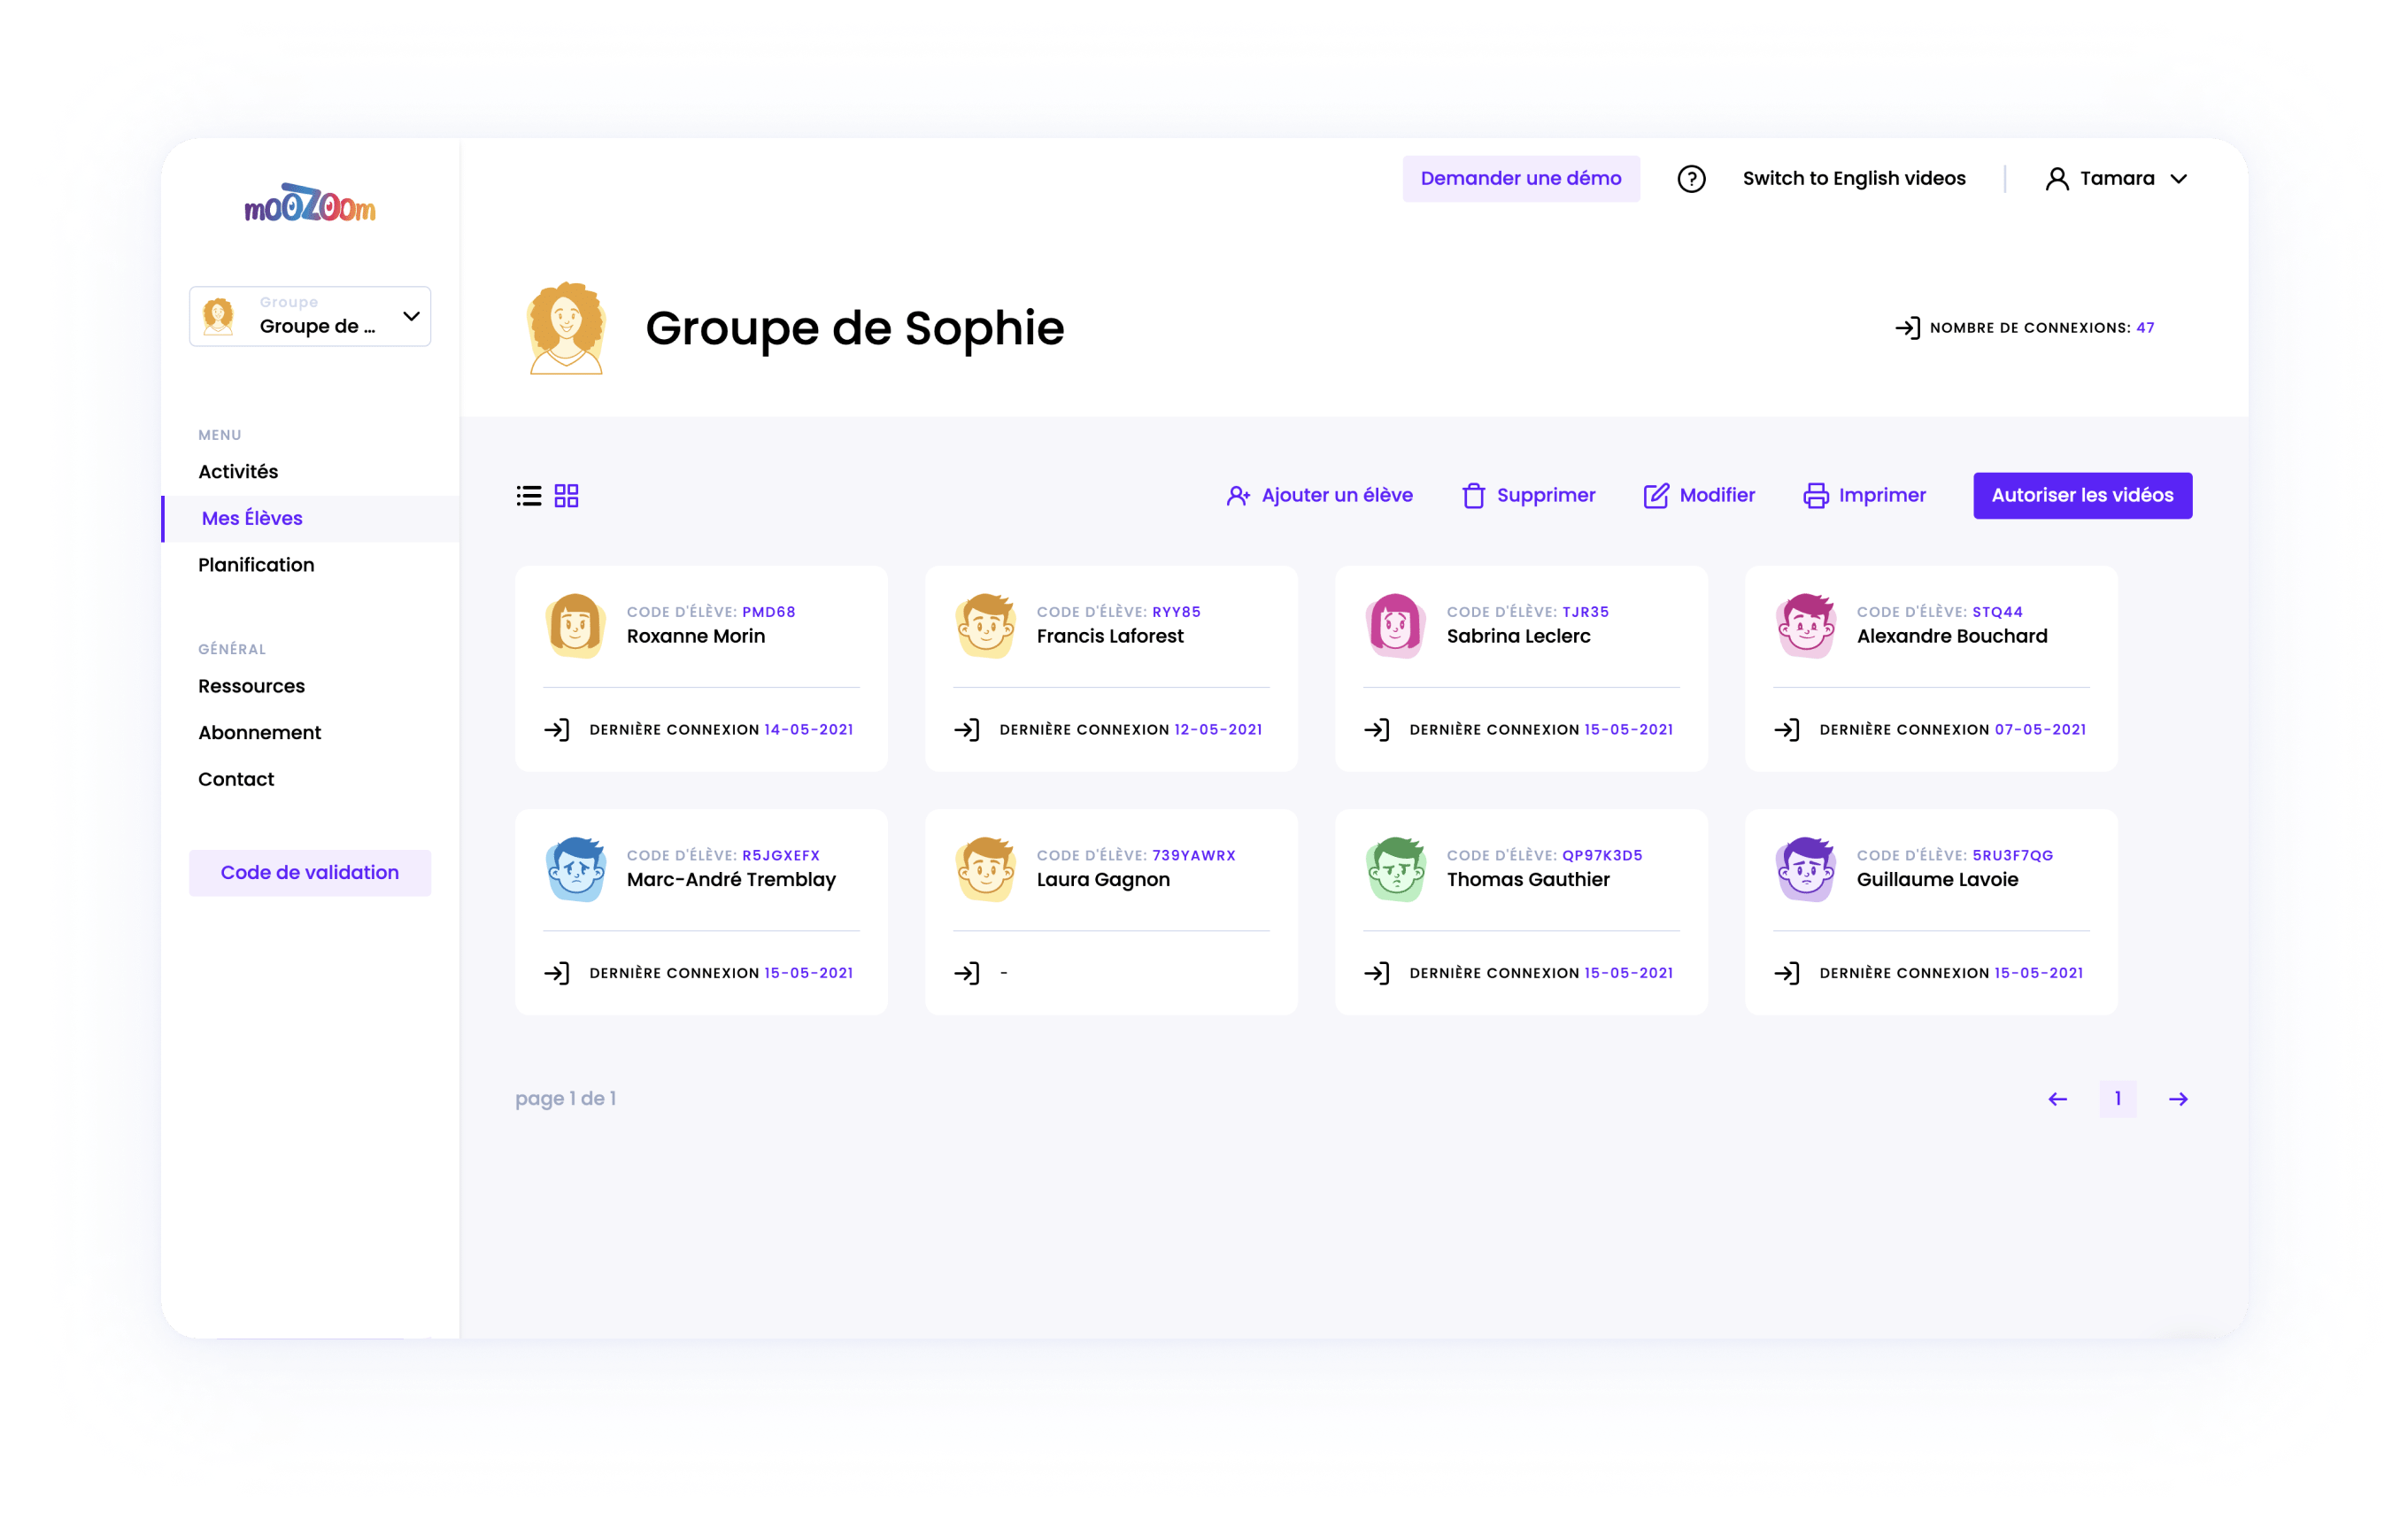 Demander une démo
?
Switch to English videos
Tamara
mooZoom
Groupe
Groupe de ...
Groupe de Sophie
NOMBRE DE CONNEXIONS: 47
MENU
Activités
Mes Élèves
Planification
GÉNÉRAL
Ressources
Abonnement
Contact
Code de validation
Ajouter un élève
Supprimer
Modifier
Imprimer
Autoriser les vidéos
CODE D'ÉLÈVE: PMD68
Roxanne Morin
DERNIÈRE CONNEXION 14-05-2021
CODE D'ÉLÈVE: RYY85
Francis Laforest
DERNIÈRE CONNEXION 12-05-2021
CODE D'ÉLÈVE: TJR35
Sabrina Leclerc
DERNIÈRE CONNEXION 15-05-2021
CODE D'ÉLÈVE: STQ44
Alexandre Bouchard
DERNIÈRE CONNEXION 07-05-2021
CODE D'ÉLÈVE: R5JGXEFX
Marc-André Tremblay
DERNIÈRE CONNEXION 15-05-2021
CODE D'ÉLÈVE: 739YAWRX
Laura Gagnon
-
CODE D'ÉLÈVE: QP97K3D5
Thomas Gauthier
DERNIÈRE CONNEXION 15-05-2021
CODE D'ÉLÈVE: 5RU3F7QG
Guillaume Lavoie
DERNIÈRE CONNEXION 15-05-2021
page 1 de 1
← 1 →